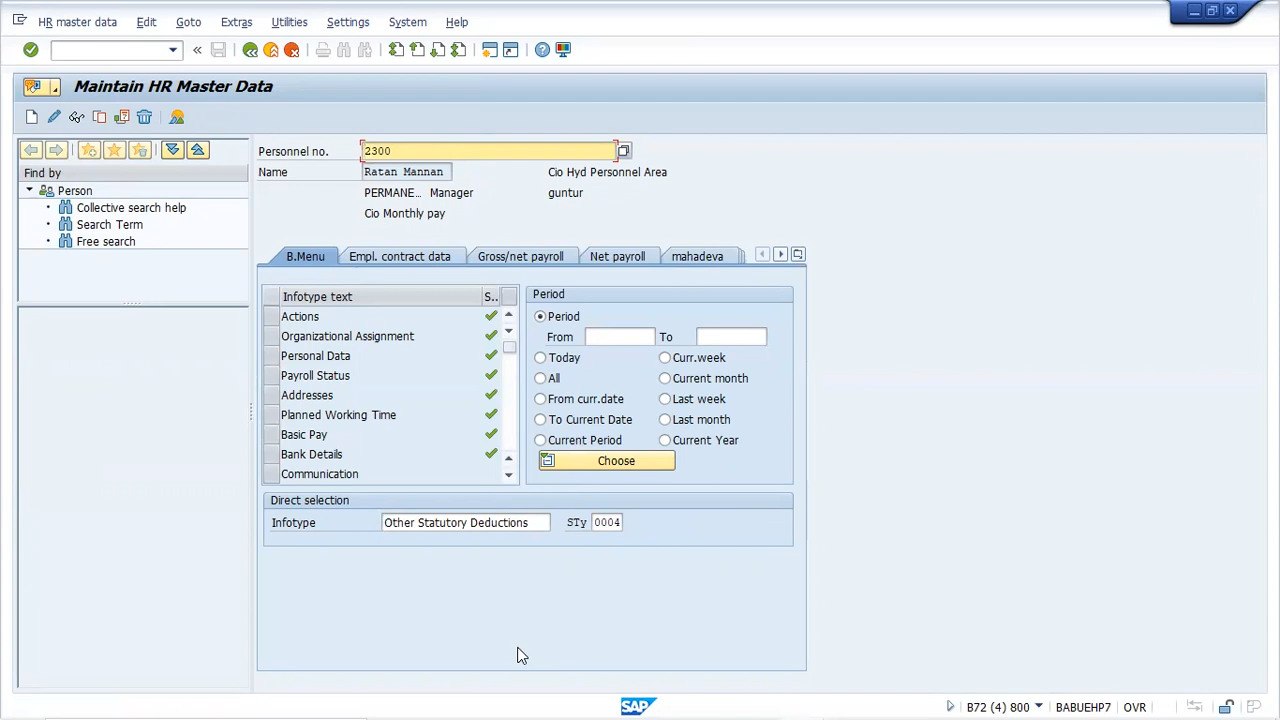 HR master data Edit Goto Extras Utilities Settings System Help
Maintain HR Master Data
Find by
Person
Collective search help
Search Term
Free search
Personnel no. 2300
Name Ratan Mannan Cio Hyd Personnel Area
PERMANE... Manager guntur
Cio Monthly pay
B.Menu Empl. contract data Gross/net payroll Net payroll mahadeva
Infotype text S..
Actions
Organizational Assignment
Personal Data
Payroll Status
Addresses
Planned Working Time
Basic Pay
Bank Details
Communication
Period
Period
From To
Today Curr.week
All Current month
From curr.date Last week
To Current Date Last month
Current Period Current Year
Choose
Direct selection
Infotype Other Statutory Deductions STy 0004
SAP B72 (4) 800 BABUEHP7 OVR